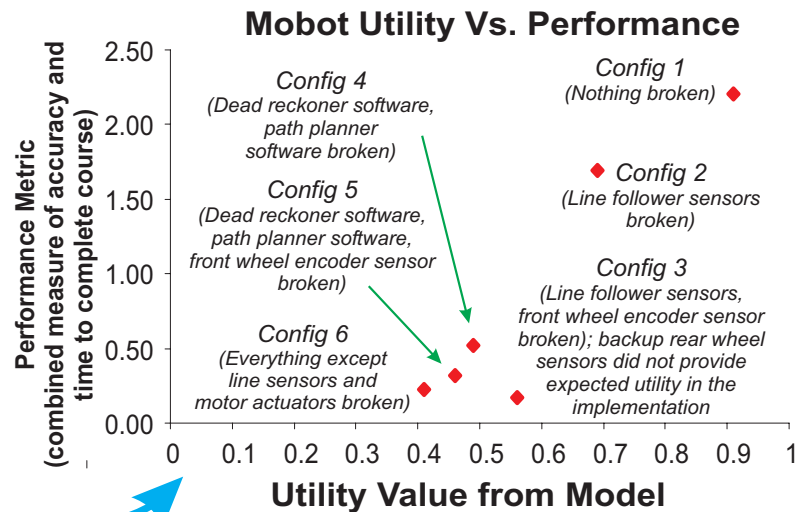 Mobot Utility Vs. Performance
Performance Metric
(combined measure of accuracy and
time to complete course)
2.50
2.00
1.50
1.00
0.50
0.00
Config 4
(Dead reckoner software,
path planner
software broken)
Config 1
(Nothing broken)
Config 5
(Dead reckoner software,
path planner software,
front wheel encoder sensor
broken)
Config 2
(Line follower sensors
broken)
Config 6
(Everything except
line sensors and
motor actuators broken)
Config 3
(Line follower sensors,
front wheel encoder sensor
broken); backup rear wheel
sensors did not provide
expected utility in the
implementation
0 0.1 0.2 0.3 0.4 0.5 0.6 0.7 0.8 0.9 1
Utility Value from Model